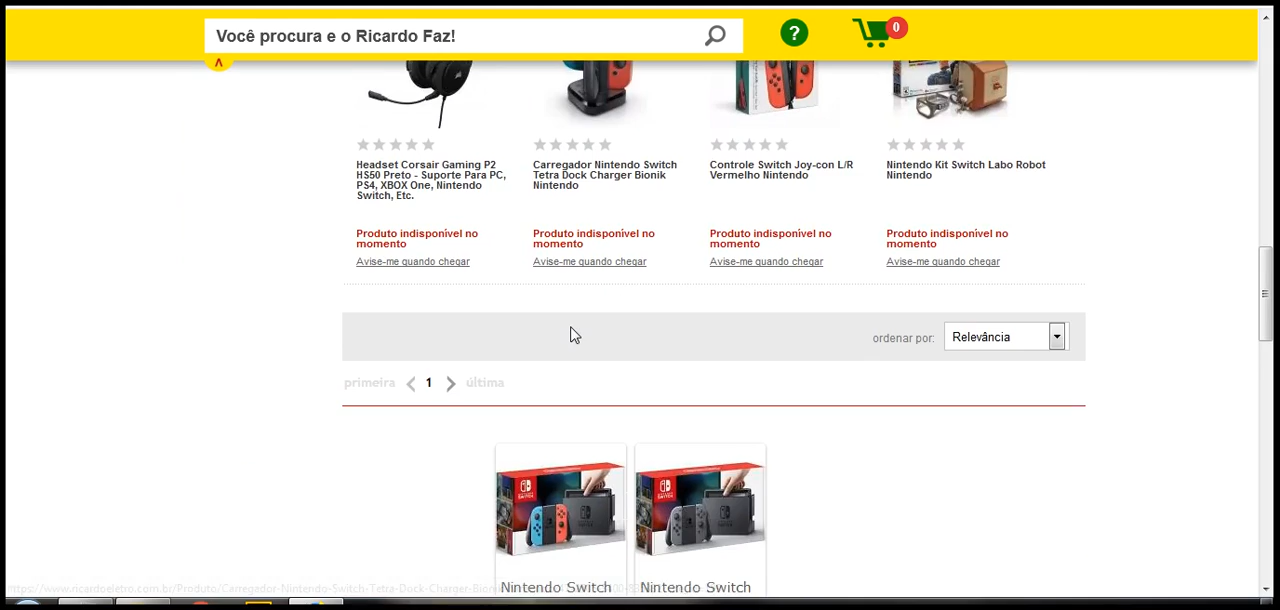 Você procura e o Ricardo Faz!
?
0
Headset Corsair Gaming P2
HS50 Preto - Suporte Para PC,
PS4, XBOX One, Nintendo
Switch, Etc.
Carregador Nintendo Switch
Tetra Dock Charger Bionik
Nintendo
Controle Switch Joy-con L/R
Vermelho Nintendo
Nintendo Kit Switch Labo Robot
Nintendo
Produto indisponível no
momento
Produto indisponível no
momento
Produto indisponível no
momento
Produto indisponível no
momento
Avise-me quando chegar
Avise-me quando chegar
Avise-me quando chegar
Avise-me quando chegar
ordenar por:
Relevância
primeira
1
última
Nintendo Switch
Nintendo Switch